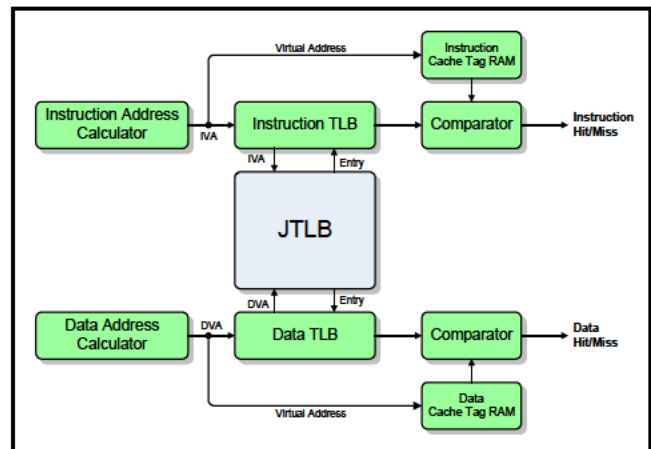 Virtual Address
Instruction
Cache Tag RAM
Instruction Address
Calculator
IVA
Instruction TLB
Comparator
Instruction
Hit/Miss
IVA
Entry
JTLB
DVA
Entry
Data Address
Calculator
DVA
Data TLB
Comparator
Data
Hit/Miss
Virtual Address
Data
Cache Tag RAM